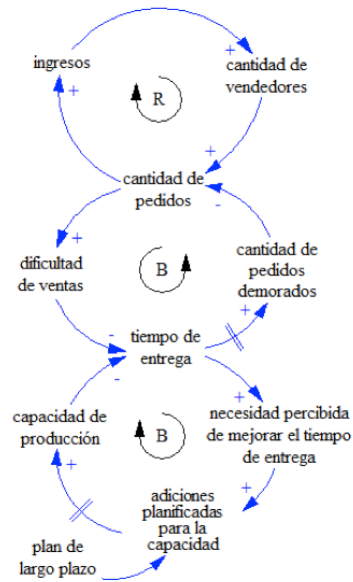 ingresos
cantidad de
vendedores
+
+
R
+
cantidad de
pedidos
-
+
dificultad
de ventas
B
cantidad de
pedidos
demorados
-
tiempo de
entrega
+
-
capacidad de
producción
B
+
necesidad percibida
de mejorar el tiempo
de entrega
+
+
adiciones
planificadas
para la
capacidad
plan de
largo plazo
+